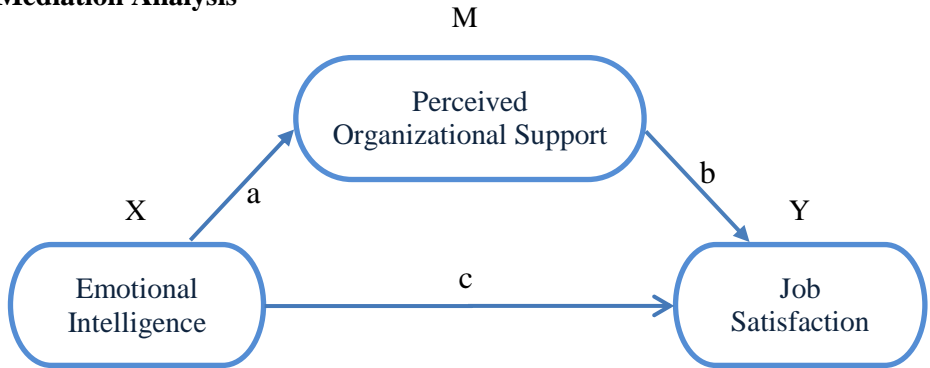 Mediation Analysis
M
Perceived
Organizational Support
a
b
X
Y
Emotional
Intelligence
c
Job
Satisfaction